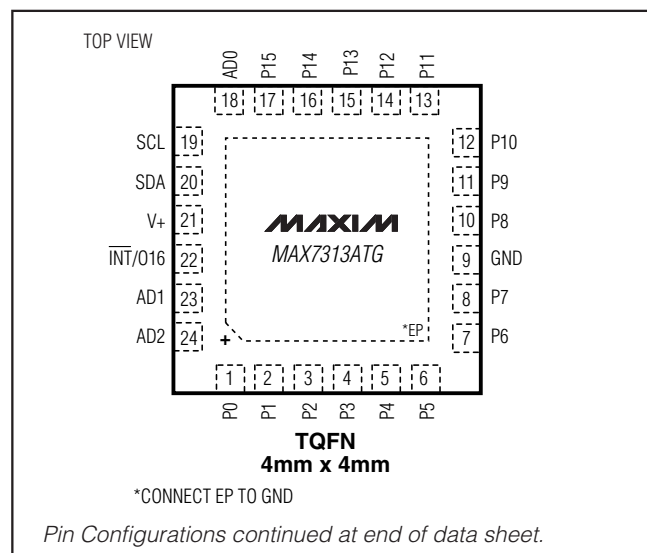 TOP VIEW
AD0 P15 P14 P13 P12 P11
18 17 16 15 14 13
SCL 19 12 P10
SDA 20 11 P9
V+ 21 10 P8
INT/O16 22 9 GND
AD1 23 8 P7
AD2 24 7 P6
MAXIM
MAX7313ATG
+ *EP
1 2 3 4 5 6
P0 P1 P2 P3 P4 P5
TQFN
4mm x 4mm
*CONNECT EP TO GND
Pin Configurations continued at end of data sheet.